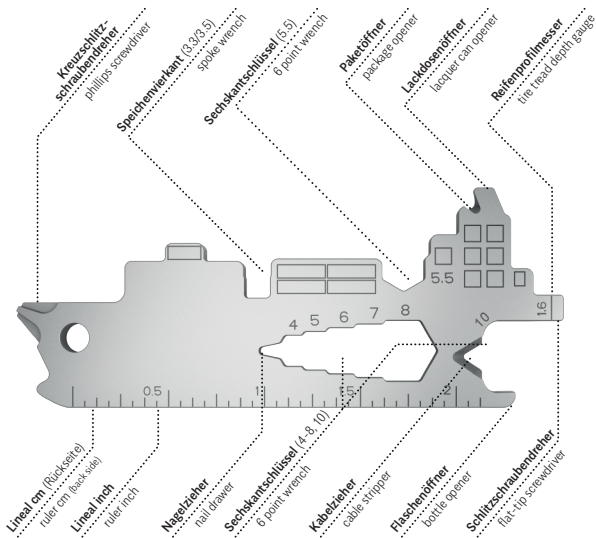 Kreuzschlitz-
schraubendreher
phillips screwdriver
Speichenvierkant (3.3/3.5)
spoke wrench
Sechskantschlüssel (5.5)
6 point wrench
Paketöffner
package opener
Lackdosenöffner
lacquer can opener
Reifenprofilmesser
tire tread depth gauge
5.5
1.6
4 5 6 7 8
10
0.5 1 1.5 2
Lineal cm (Rückseite)
ruler cm (back side)
Lineal inch
ruler inch
Nagelzieher
nail drawer
Sechskantschlüssel (4-8, 10)
6 point wrench
Kabelzieher
cable stripper
Flaschenöffner
bottle opener
Schlitzschraubendreher
flat-tip screwdriver